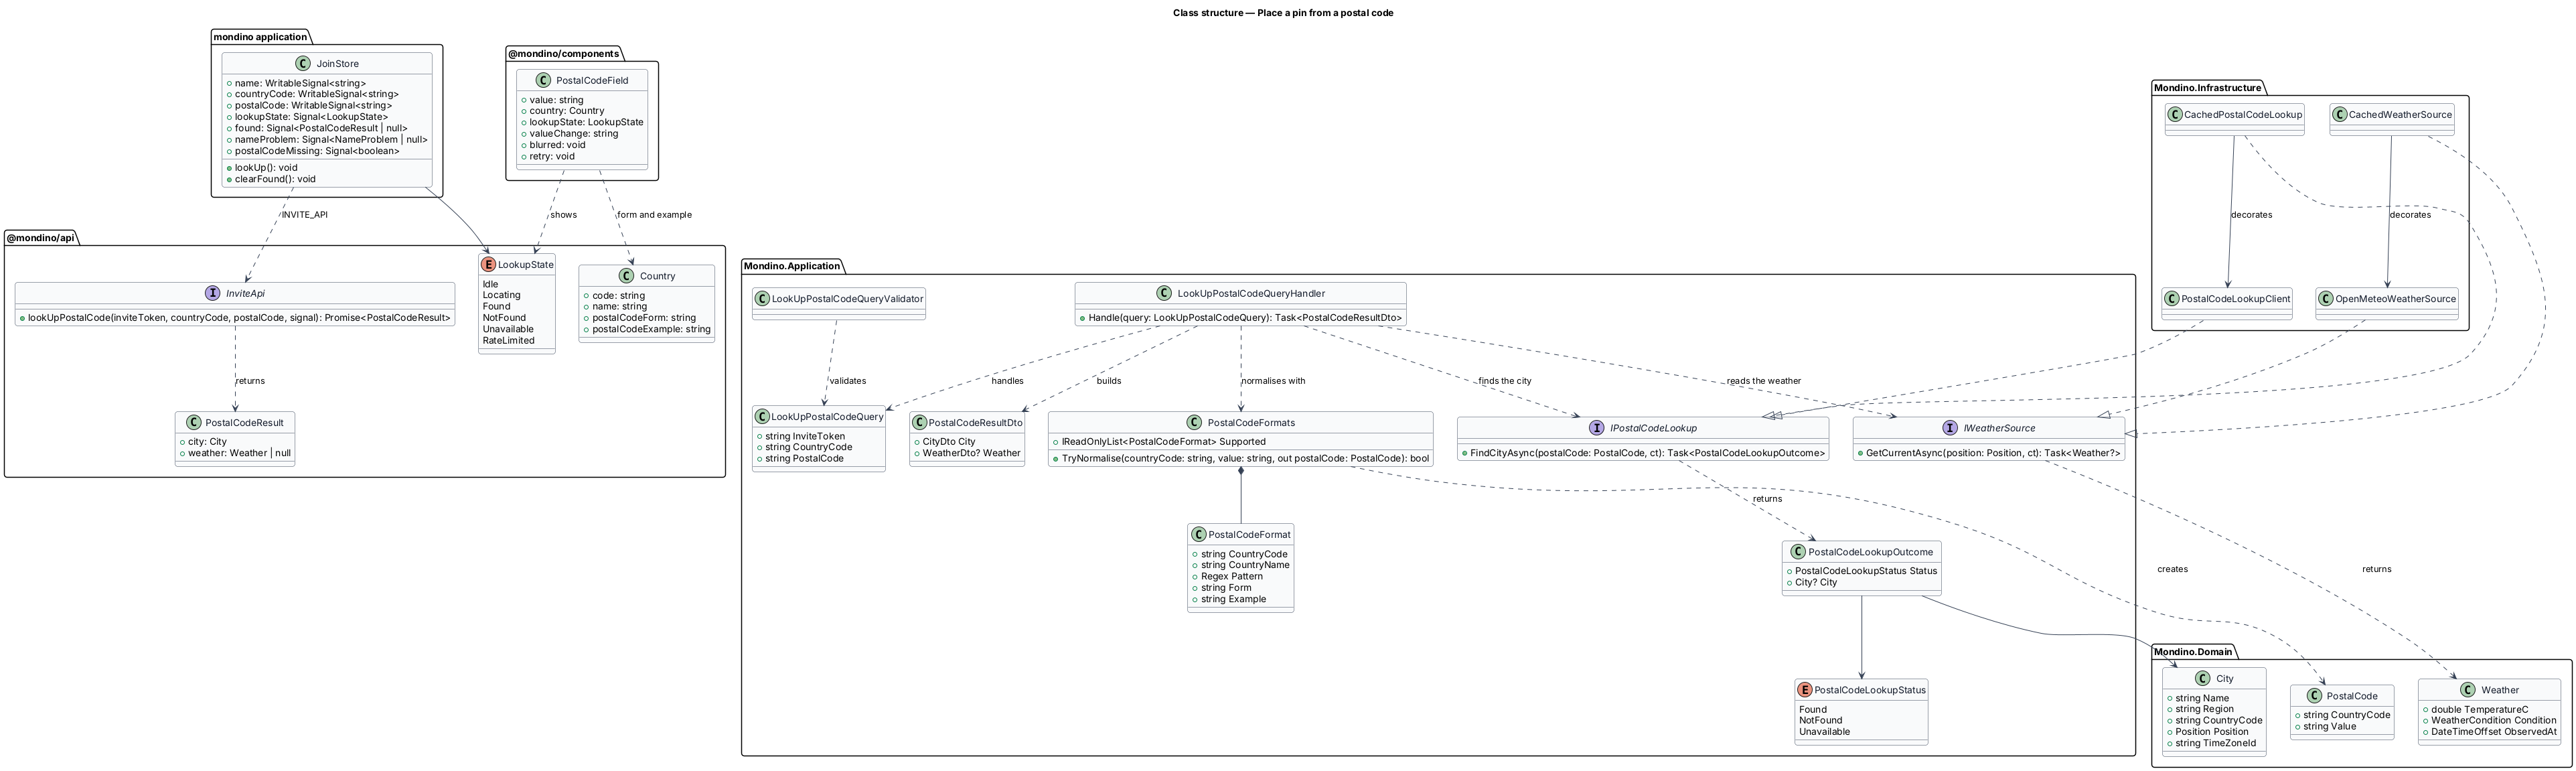 Class structure — Place a pin from a postal code
mondino application
JoinStore
name: WritableSignal<string>
countryCode: WritableSignal<string>
postalCode: WritableSignal<string>
lookupState: Signal<LookupState>
found: Signal<PostalCodeResult | null>
nameProblem: Signal<NameProblem | null>
postalCodeMissing: Signal<boolean>
lookUp(): void
clearFound(): void
@mondino/components
PostalCodeField
value: string
country: Country
lookupState: LookupState
valueChange: string
blurred: void
retry: void
INVITE_API
shows
form and example
@mondino/api
InviteApi
lookUpPostalCode(inviteToken, countryCode, postalCode, signal): Promise<PostalCodeResult>
LookupState
Idle
Locating
Found
NotFound
Unavailable
RateLimited
Country
code: string
name: string
postalCodeForm: string
postalCodeExample: string
returns
PostalCodeResult
city: City
weather: Weather | null
Mondino.Infrastructure
CachedPostalCodeLookup
CachedWeatherSource
decorates
decorates
PostalCodeLookupClient
OpenMeteoWeatherSource
Mondino.Application
LookUpPostalCodeQueryValidator
LookUpPostalCodeQueryHandler
Handle(query: LookUpPostalCodeQuery): Task<PostalCodeResultDto>
validates
handles
builds
normalises with
finds the city
reads the weather
LookUpPostalCodeQuery
string InviteToken
string CountryCode
string PostalCode
PostalCodeResultDto
CityDto City
WeatherDto? Weather
PostalCodeFormats
IReadOnlyList<PostalCodeFormat> Supported
TryNormalise(countryCode: string, value: string, out postalCode: PostalCode): bool
IPostalCodeLookup
FindCityAsync(postalCode: PostalCode, ct): Task<PostalCodeLookupOutcome>
IWeatherSource
GetCurrentAsync(position: Position, ct): Task<Weather?>
returns
PostalCodeFormat
string CountryCode
string CountryName
Regex Pattern
string Form
string Example
PostalCodeLookupOutcome
PostalCodeLookupStatus Status
City? City
creates
returns
PostalCodeLookupStatus
Found
NotFound
Unavailable
Mondino.Domain
City
string Name
string Region
string CountryCode
Position Position
string TimeZoneId
PostalCode
string CountryCode
string Value
Weather
double TemperatureC
WeatherCondition Condition
DateTimeOffset ObservedAt